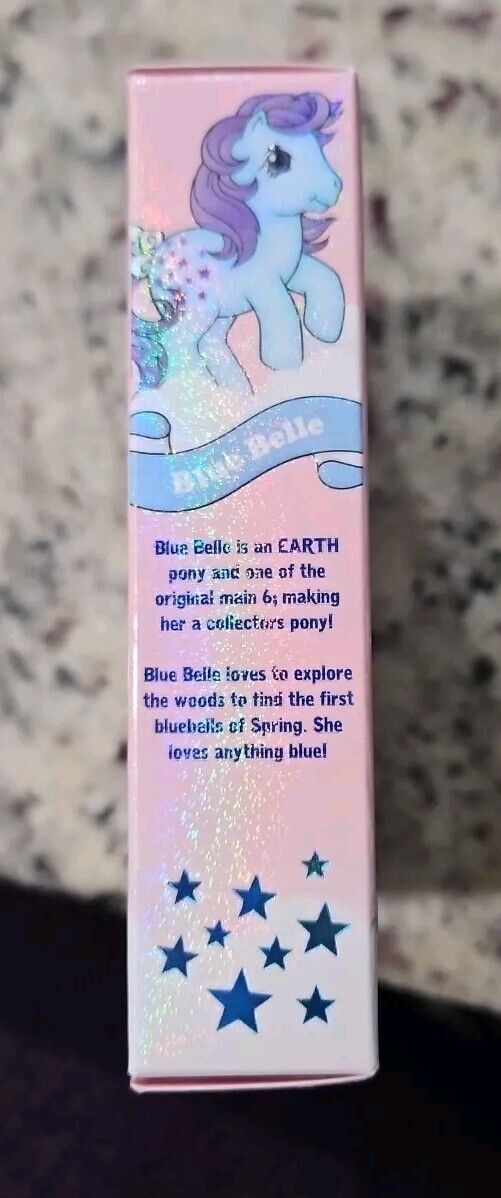 Blue Belle
Blue Belle is an EARTH
pony and one of the
original main 6; making
her a collectors pony!
Blue Belle loves to explore
the woods to find the first
blueballs of Spring. She
loves anything blue!